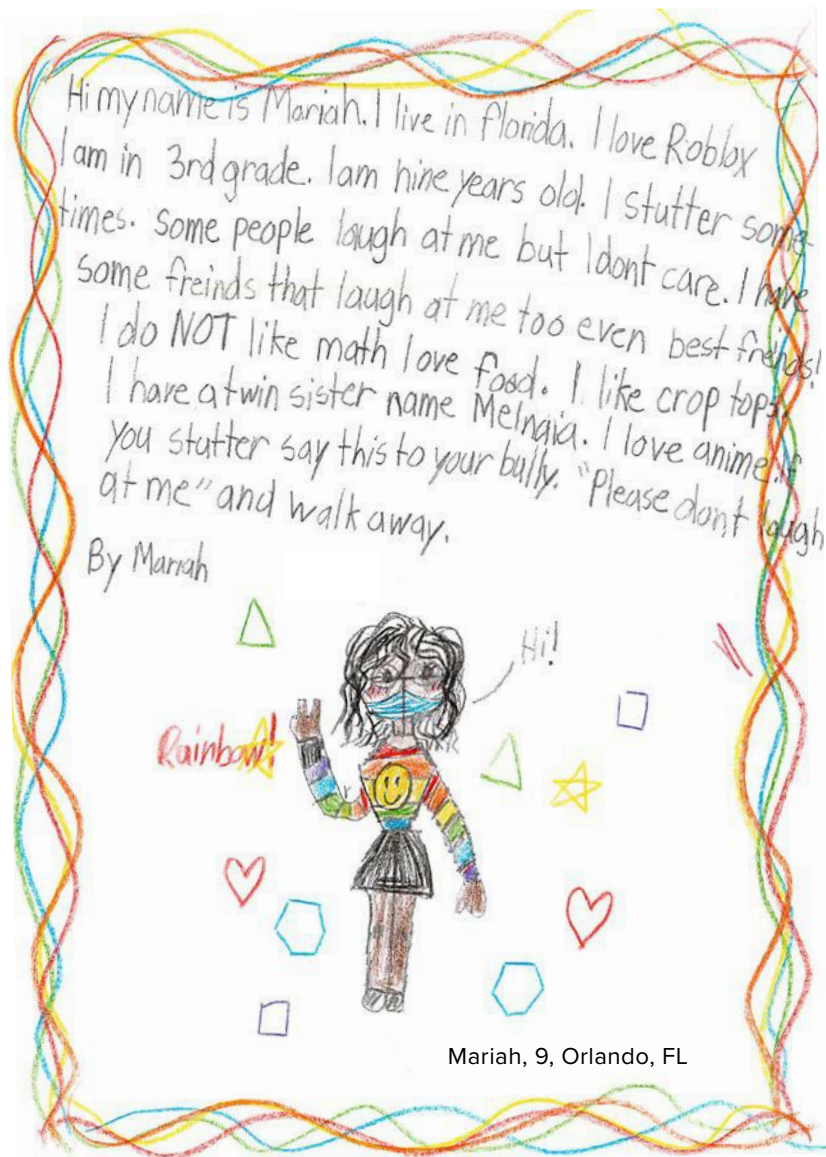 Hi my name is Mariah. I live in florida. I love Roblox
I am in 3rd grade. I am nine years old. I stutter some-
times. Some people laugh at me but I dont care. I have
some freinds that laugh at me too even best freinds!
I do NOT like math love food. I like crop tops.
I have a twin sister name Melngia. I love anime. if
you stutter say this to your bully. "Please dont laugh
at me" and walk away.
By Mariah
Hi!
Rainbow!
Mariah, 9, Orlando, FL